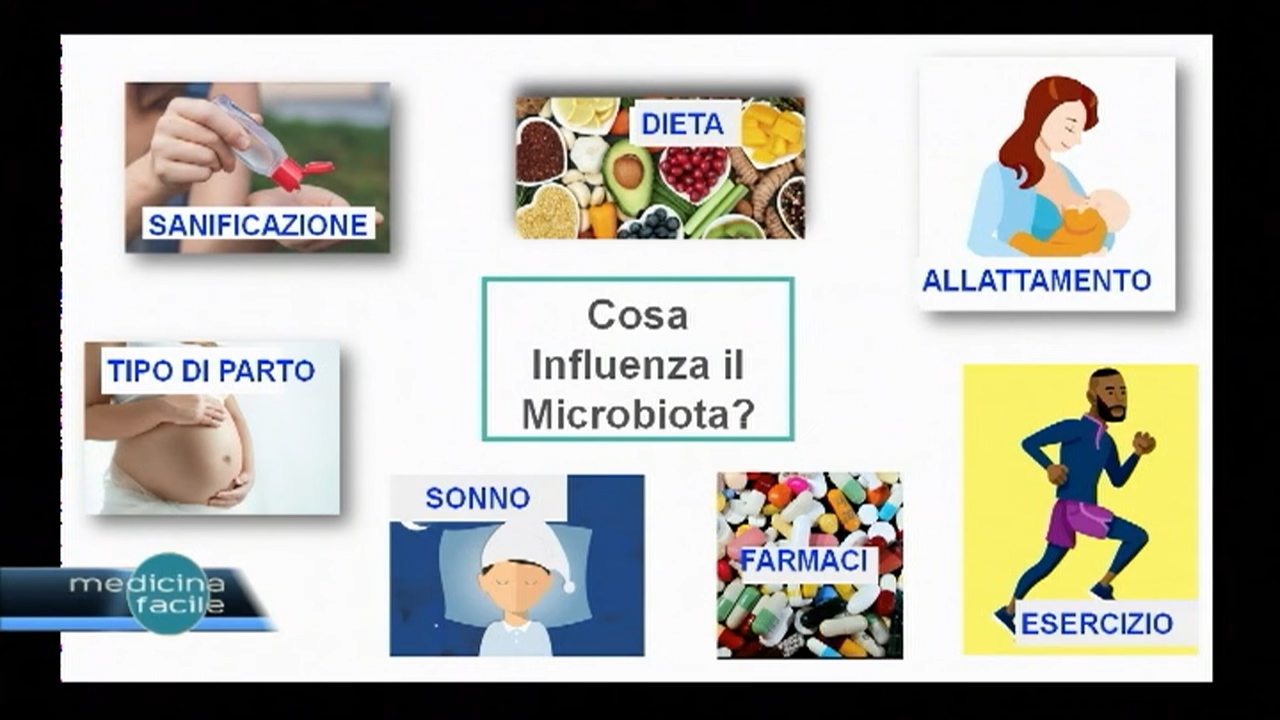 SANIFICAZIONE
DIETA
ALLATTAMENTO
TIPO DI PARTO
Cosa
Influenza il
Microbiota?
SONNO
FARMACI
ESERCIZIO
medicina
facile